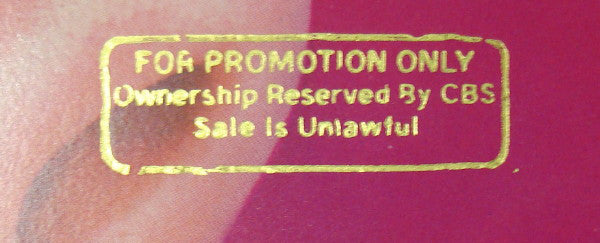 FOR PROMOTION ONLY
Ownership Reserved By CBS
Sale Is Unlawful